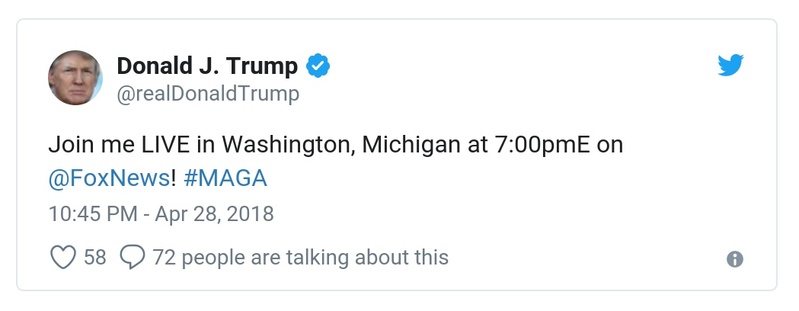 Donald J. Trump
@realDonaldTrump
Join me LIVE in Washington, Michigan at 7:00pmE on
@FoxNews! #MAGA
10:45 PM - Apr 28, 2018
58 72 people are talking about this